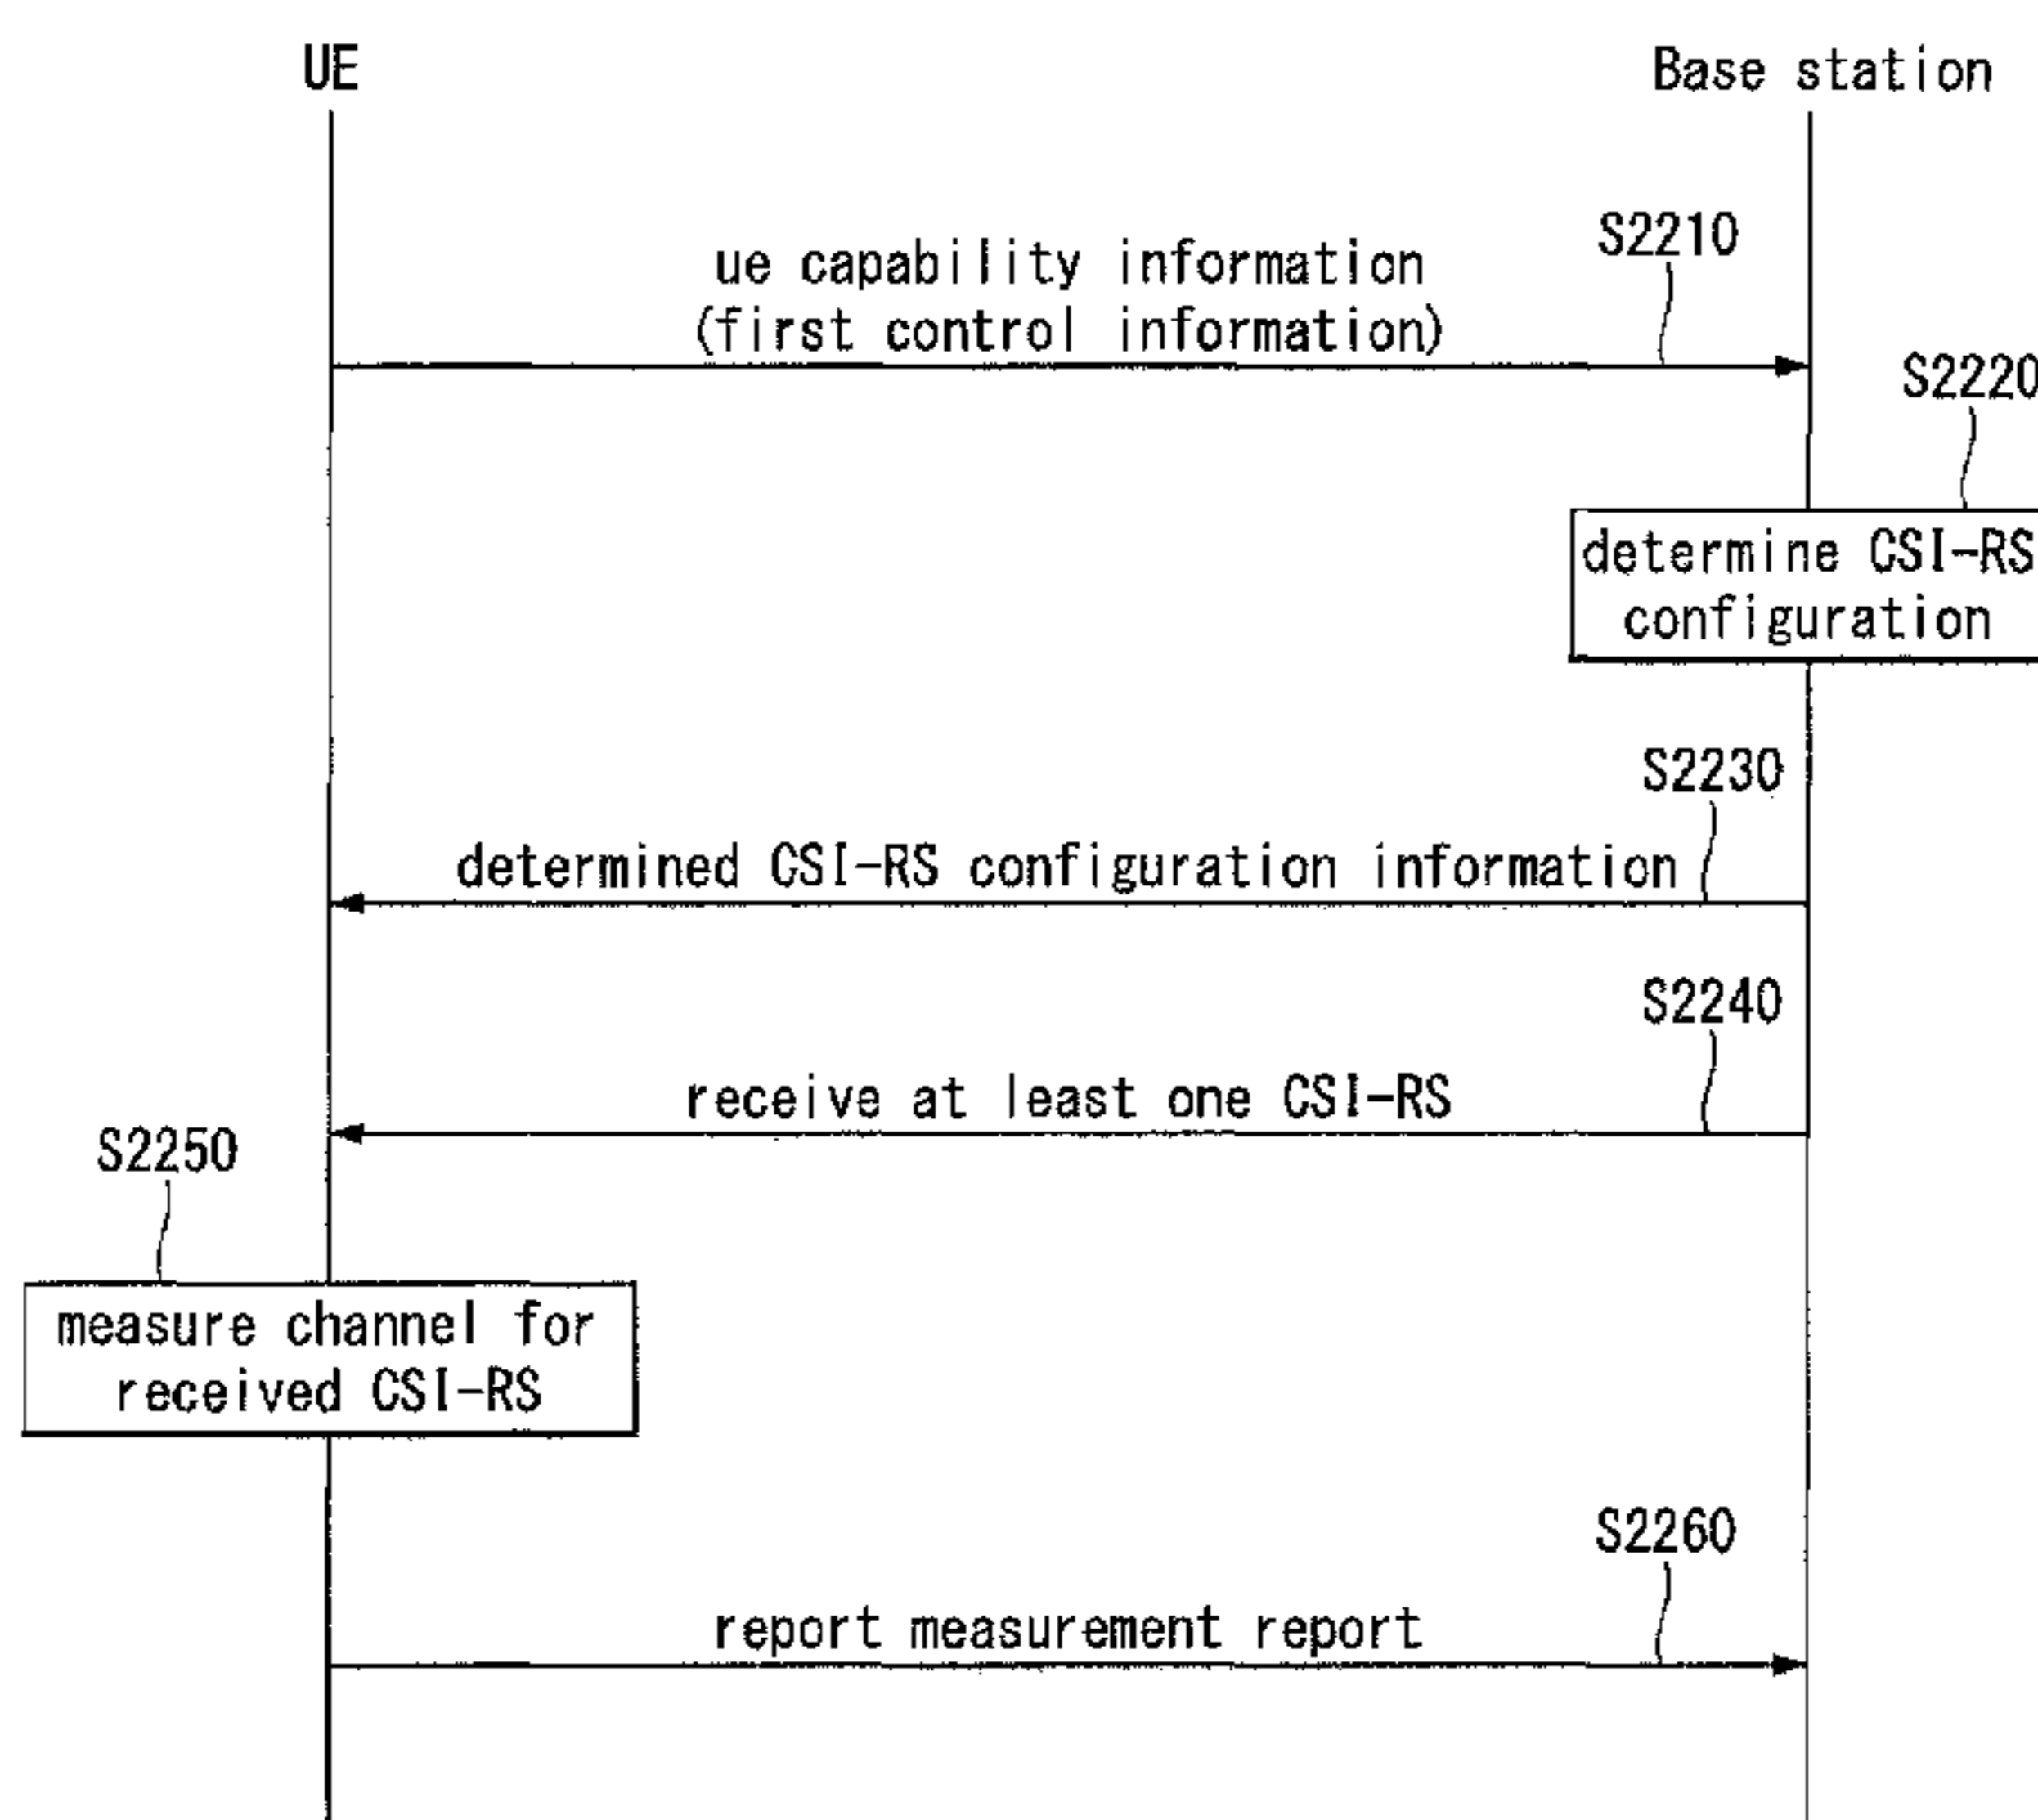 UE
Base station
S2210
ue capability information
(first control information)
S2220
determine CSI-RS
configuration
S2230
determined CSI-RS configuration information
S2240
receive at least one CSI-RS
S2250
measure channel for
received CSI-RS
S2260
report measurement report